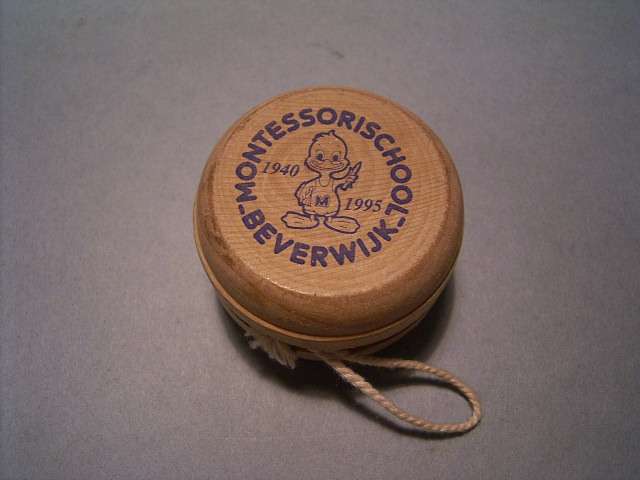 MONTESSORISCHOOL
1940
M
1995
-BEVERWIJK-